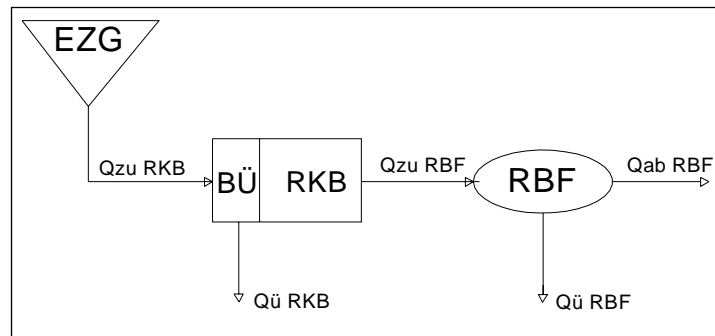 EZG
Qzu RKB
BÜ
RKB
Qzu RBF
RBF
Qab RBF
Qü RKB
Qü RBF